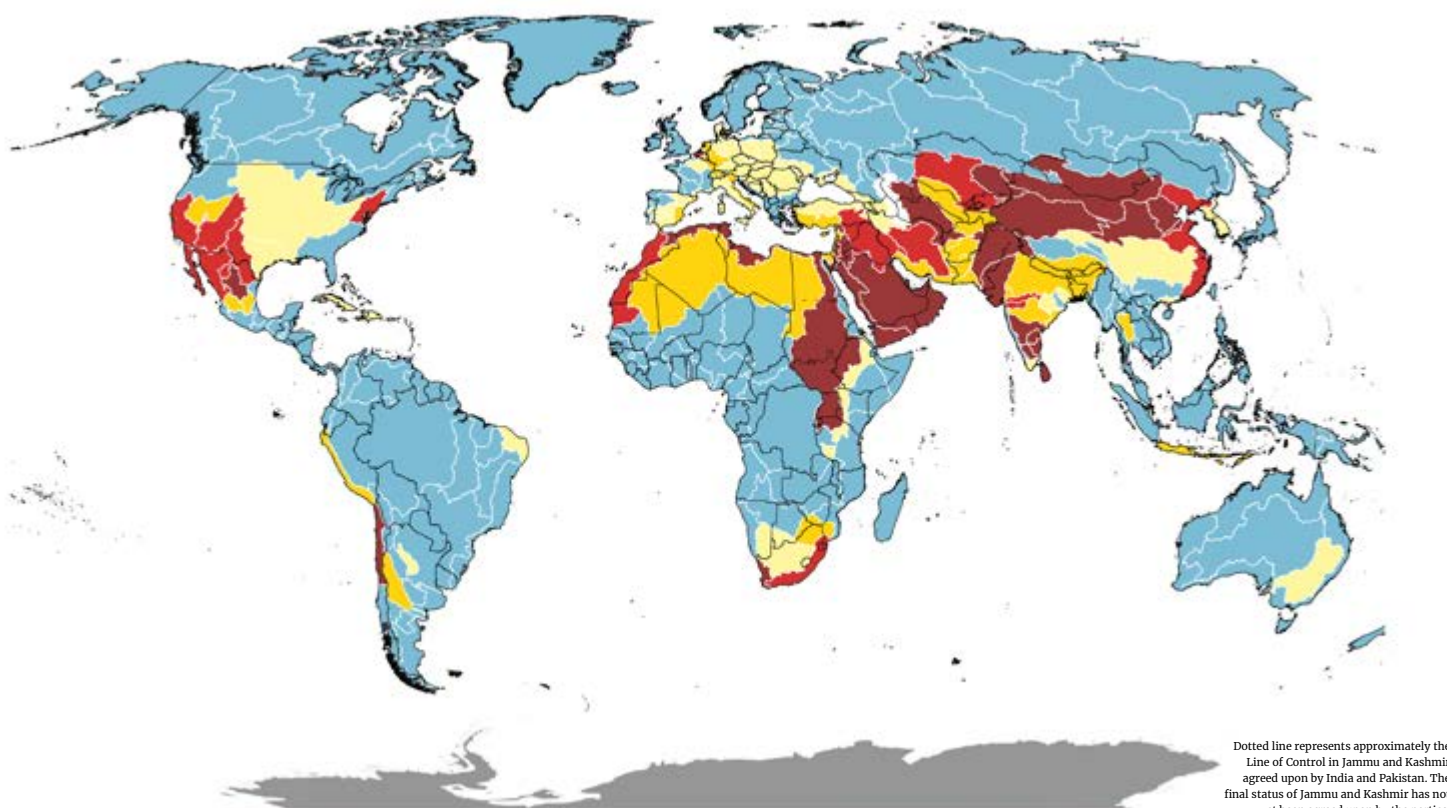 Dotted line represents approximately the
Line of Control in Jammu and Kashmir
agreed upon by India and Pakistan. The
final status of Jammu and Kashmir has not